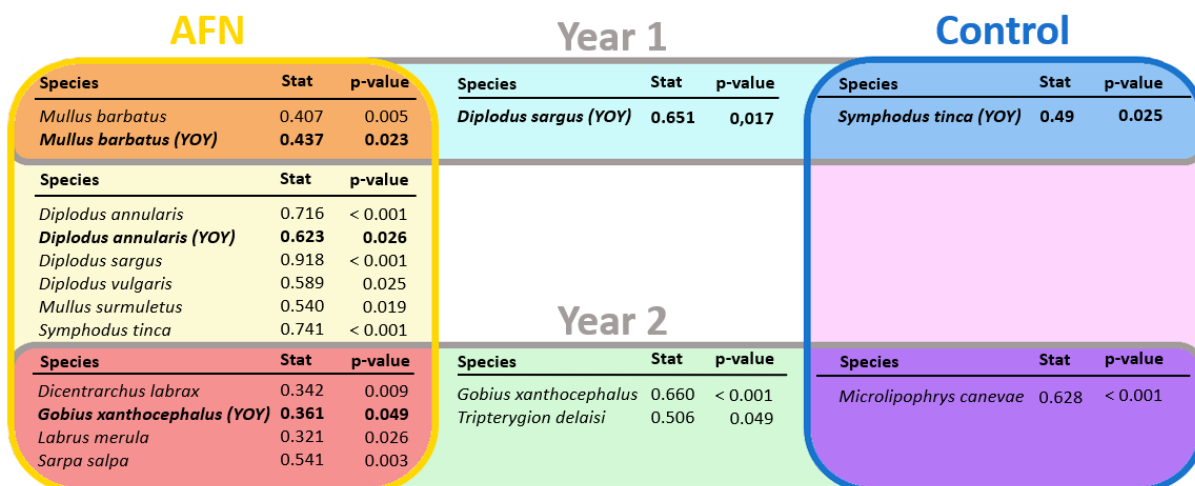 AFN
Year 1
Control
Species Stat p-value
Mullus barbatus 0.407 0.005
Mullus barbatus (YOY) 0.437 0.023
Species Stat p-value
Diplodus sargus (YOY) 0.651 0,017
Species Stat p-value
Symphodus tinca (YOY) 0.49 0.025
Species Stat p-value
Diplodus annularis 0.716 < 0.001
Diplodus annularis (YOY) 0.623 0.026
Diplodus sargus 0.918 < 0.001
Diplodus vulgaris 0.589 0.025
Mullus surmuletus 0.540 0.019
Symphodus tinca 0.741 < 0.001
Year 2
Species Stat p-value
Dicentrarchus labrax 0.342 0.009
Gobius xanthocephalus (YOY) 0.361 0.049
Labrus merula 0.321 0.026
Sarpa salpa 0.541 0.003
Species Stat p-value
Gobius xanthocephalus 0.660 < 0.001
Tripterygion delaisi 0.506 0.049
Species Stat p-value
Microlipophrys canevae 0.628 < 0.001